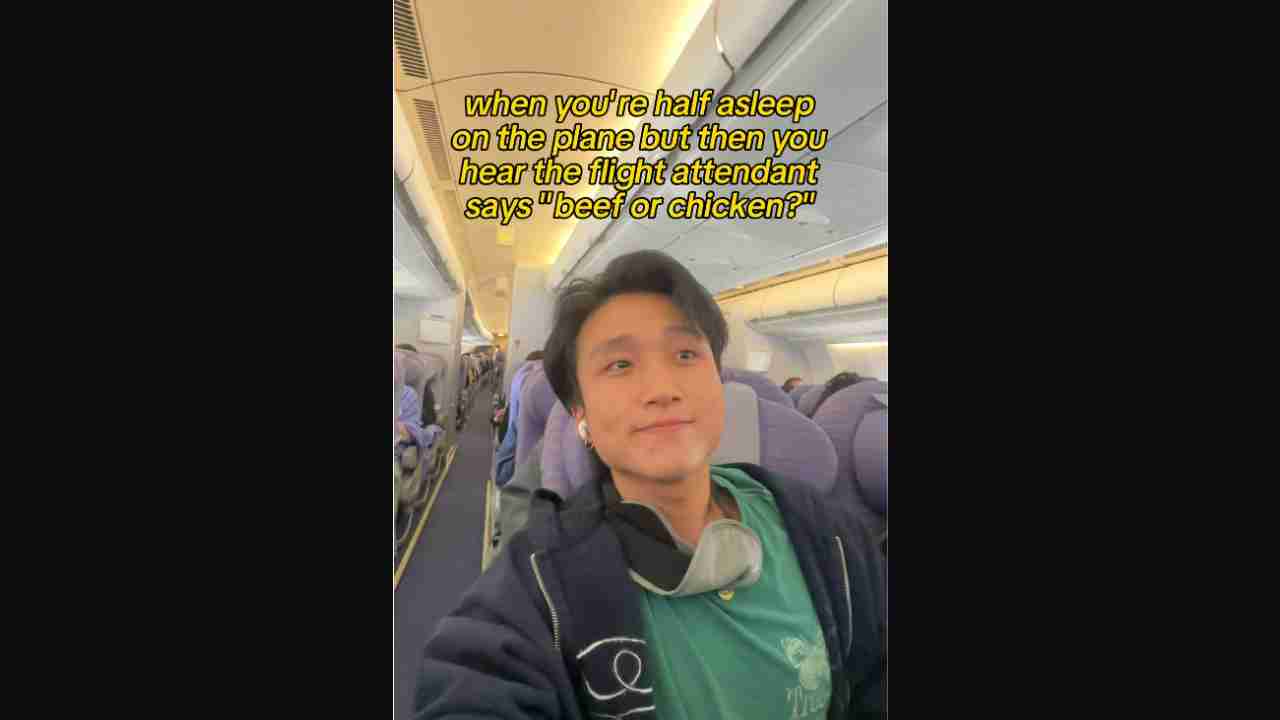 when you're half asleep
on the plane but then you
hear the flight attendant
says "beef or chicken?"